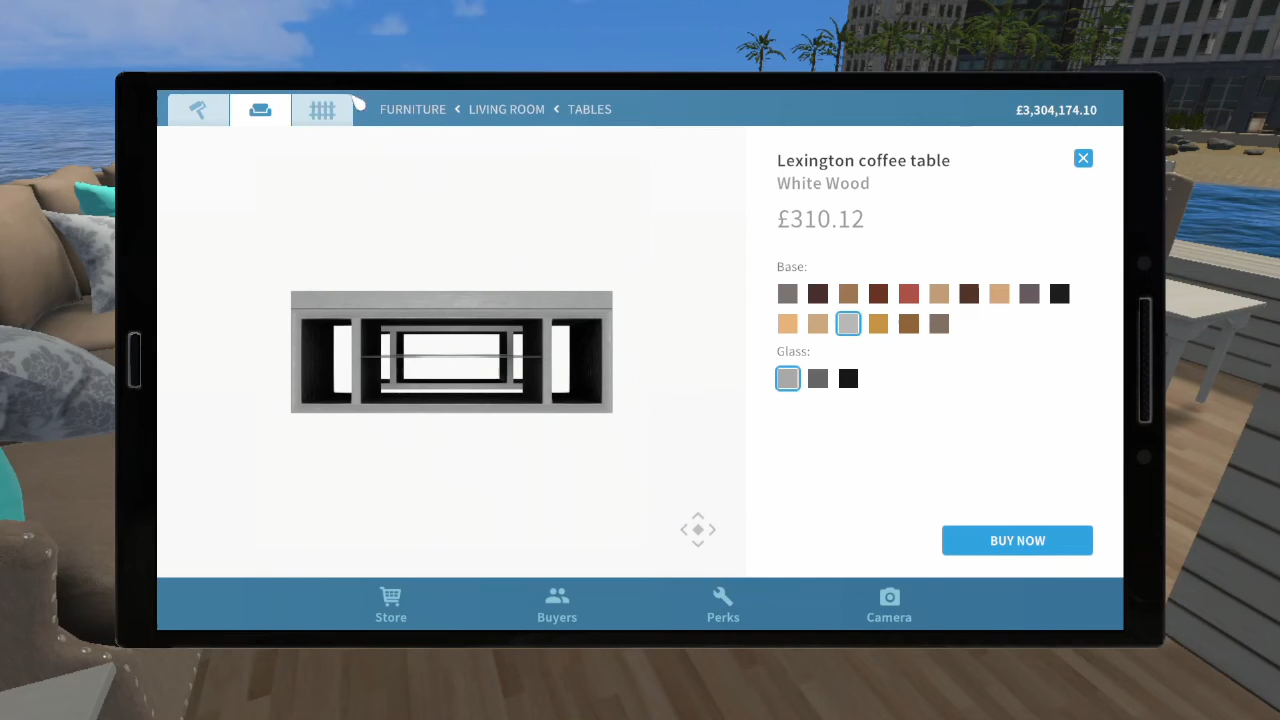 FURNITURE < LIVING ROOM < TABLES
£3,304,174.10
Lexington coffee table
White Wood
£310.12
Base:
Glass:
BUY NOW
Store
Buyers
Perks
Camera